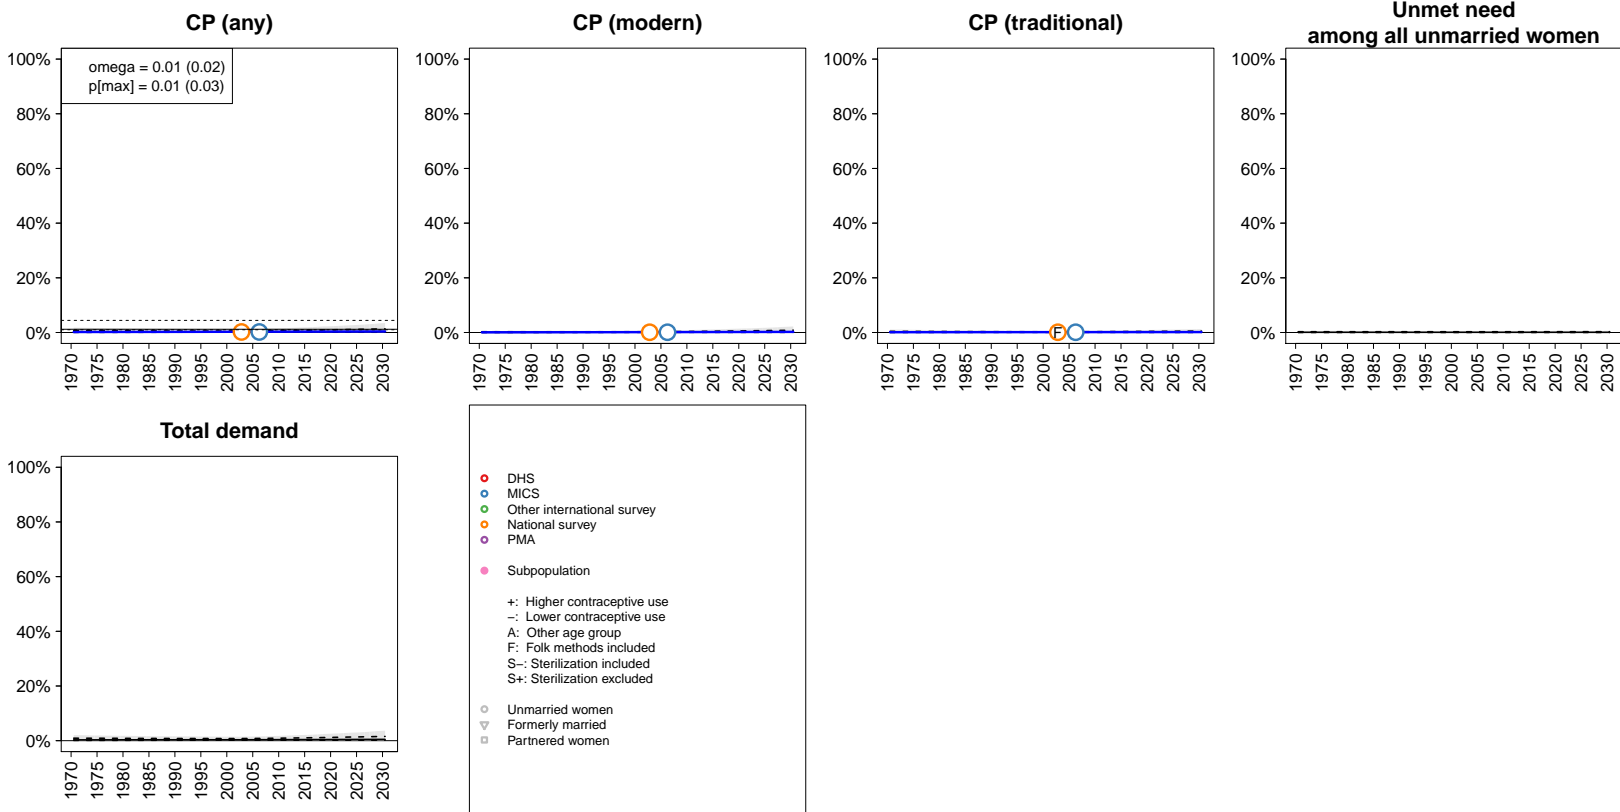 CP (any)
100%
80%
60%
40%
20%
0%
omega = 0.01 (0.02)
p[max] = 0.01 (0.03)
1970 1975 1980 1985 1990 1995 2000 2005 2010 2015 2020 2025 2030
CP (modern)
100%
80%
60%
40%
20%
0%
1970 1975 1980 1985 1990 1995 2000 2005 2010 2015 2020 2025 2030
CP (traditional)
100%
80%
60%
40%
20%
0%
F
1970 1975 1980 1985 1990 1995 2000 2005 2010 2015 2020 2025 2030
Unmet need
among all unmarried women
100%
80%
60%
40%
20%
0%
1970 1975 1980 1985 1990 1995 2000 2005 2010 2015 2020 2025 2030
Total demand
100%
80%
60%
40%
20%
0%
1970 1975 1980 1985 1990 1995 2000 2005 2010 2015 2020 2025 2030
DHS
MICS
Other international survey
National survey
PMA
Subpopulation
+: Higher contraceptive use
−: Lower contraceptive use
A: Other age group
F: Folk methods included
S−: Sterilization included
S+: Sterilization excluded
Unmarried women
Formerly married
Partnered women